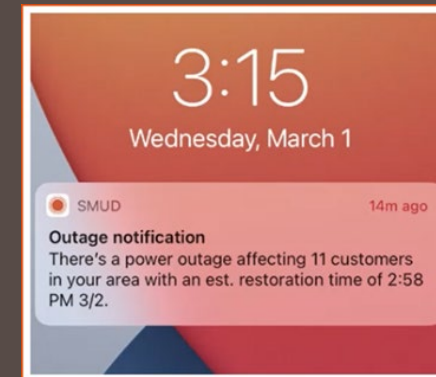 3:15
Wednesday, March 1
SMUD 14m ago
Outage notification
There's a power outage affecting 11 customers
in your area with an est. restoration time of 2:58
PM 3/2.